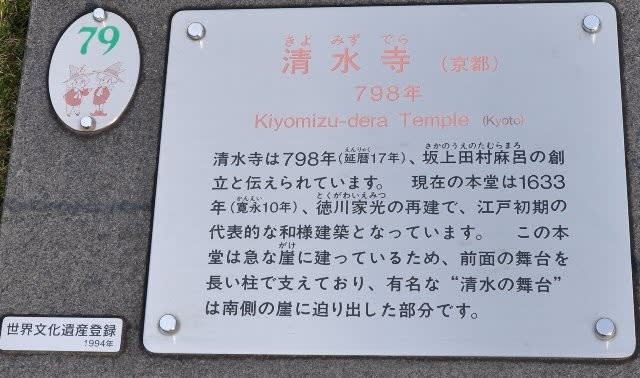 79
きよ みず でら
清水寺 (京都)
798年
Kiyomizu-dera Temple (Kyoto)
えんりゃく さかのうえのたむらまろ
清水寺は798年(延暦17年)、坂上田村麻呂の創
立と伝えられています。 現在の本堂は1633
かんえい とくがわいえみつ
年(寛永10年)、徳川家光の再建で、江戸初期の
代表的な和様建築となっています。 この本
がけ
堂は急な崖に建っているため、前面の舞台を
長い柱で支えており、有名な“清水の舞台”
は南側の崖に迫り出した部分です。
世界文化遺産登録
1994年